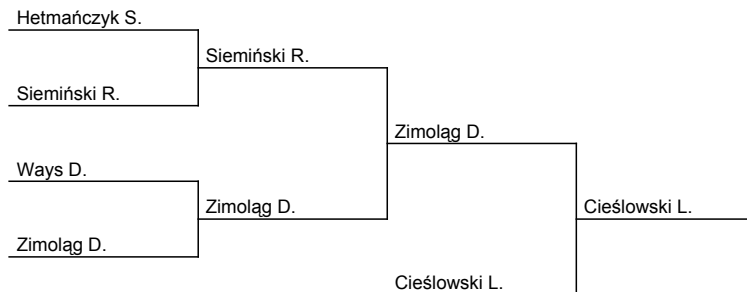 Hetmańczyk S.
Siemiński R.
Siemiński R.
Zimoląg D.
Ways D.
Zimoląg D.
Cieślowski L.
Zimoląg D.
Cieślowski L.